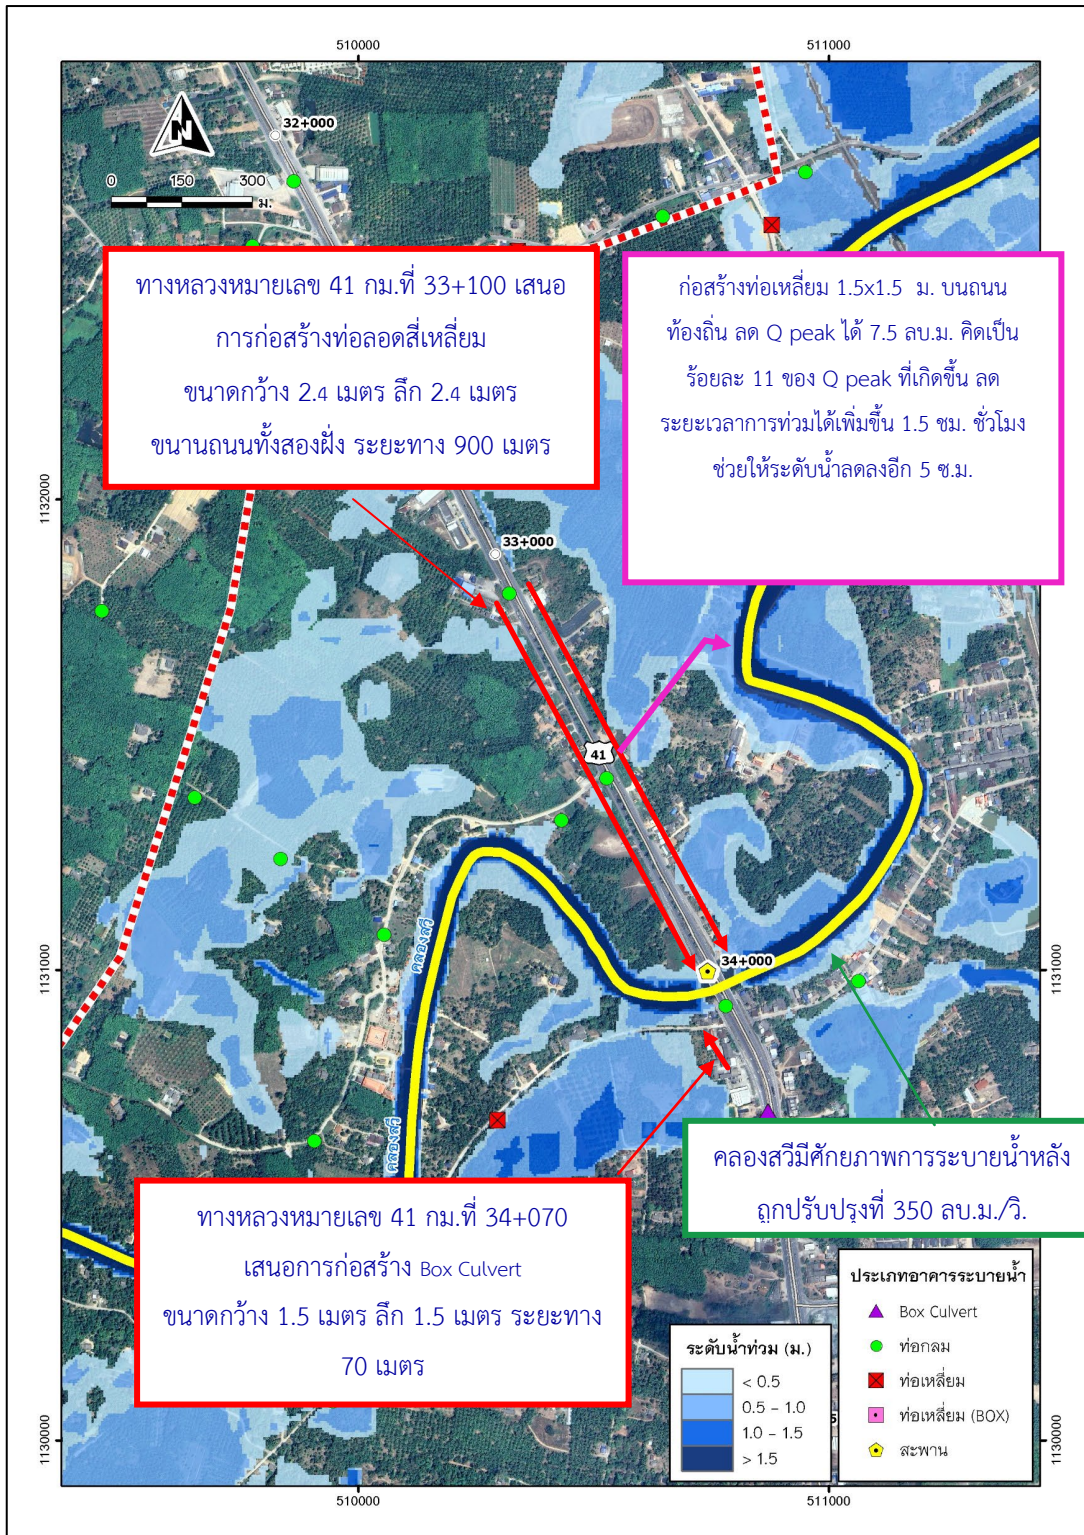 510000
511000
32+000
N
0 150 300
ม.
ทางหลวงหมายเลข 41 กม.ที่ 33+100 เสนอ
การก่อสร้างท่อลอดสี่เหลี่ยม
ขนาดกว้าง 2.4 เมตร ลึก 2.4 เมตร
ขนานถนนทั้งสองฝั่ง ระยะทาง 900 เมตร
ก่อสร้างท่อเหลี่ยม 1.5x1.5 ม. บนถนน
ท้องถิ่น ลด Q peak ได้ 7.5 ลบ.ม. คิดเป็น
ร้อยละ 11 ของ Q peak ที่เกิดขึ้น ลด
ระยะเวลาการท่วมได้เพิ่มขึ้น 1.5 ชม. ชั่วโมง
ช่วยให้ระดับน้ำลดลงอีก 5 ซ.ม.
1132000
1132000
33+000
41
คลองสวี
34+000
1131000
1131000
คลองสวี
คลองสวีมีศักยภาพการระบายน้ำหลัง
ถูกปรับปรุงที่ 350 ลบ.ม./วิ.
ทางหลวงหมายเลข 41 กม.ที่ 34+070
เสนอการก่อสร้าง Box Culvert
ขนาดกว้าง 1.5 เมตร ลึก 1.5 เมตร ระยะทาง
70 เมตร
ระดับน้ำท่วม (ม.)
< 0.5
0.5 - 1.0
1.0 - 1.5
> 1.5
ประเภทอาคารระบายน้ำ
Box Culvert
ท่อกลม
ท่อเหลี่ยม
ท่อเหลี่ยม (BOX)
สะพาน
1130000
1130000
510000
511000